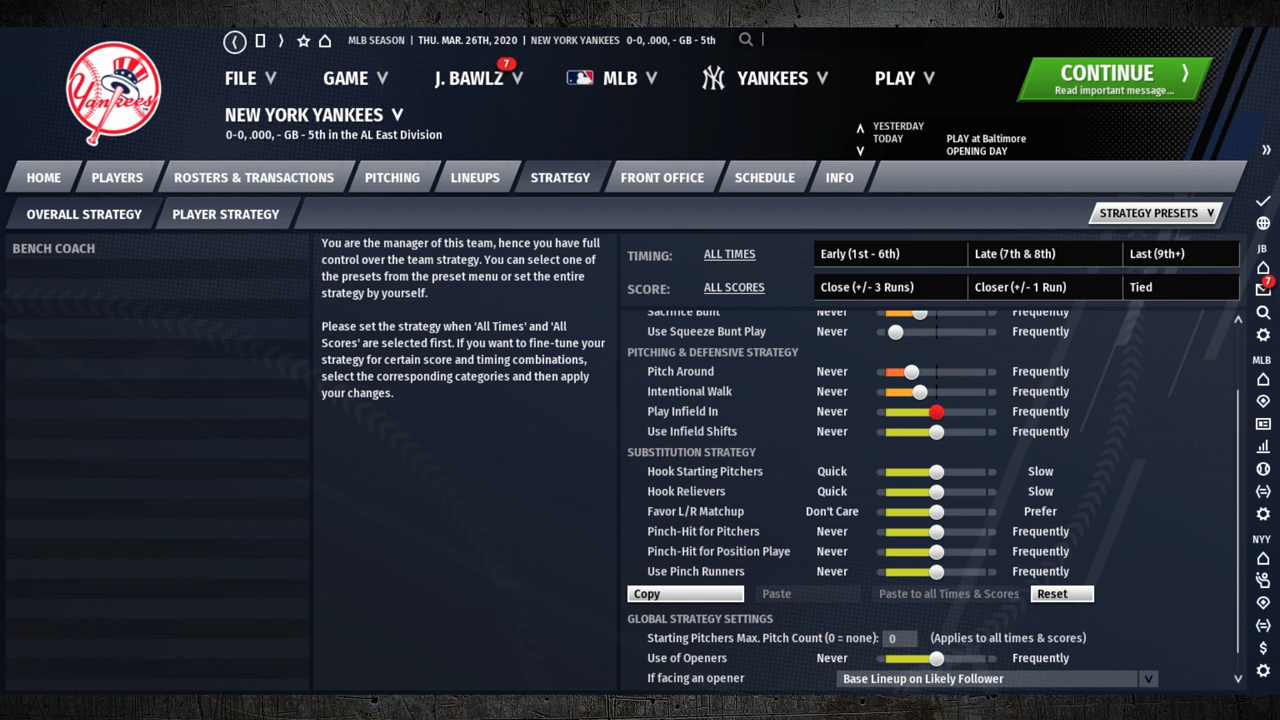 MLB SEASON | THU. MAR. 26TH, 2020 | NEW YORK YANKEES 0-0, .000, - GB - 5th
FILE GAME J. BAWLZ 7 MLB YANKEES PLAY
CONTINUE
Read important message...
Yankees
NEW YORK YANKEES
0-0, .000, - GB - 5th in the AL East Division
YESTERDAY
TODAY PLAY at Baltimore
OPENING DAY
HOME PLAYERS ROSTERS & TRANSACTIONS PITCHING LINEUPS STRATEGY FRONT OFFICE SCHEDULE INFO
OVERALL STRATEGY PLAYER STRATEGY STRATEGY PRESETS
BENCH COACH
You are the manager of this team, hence you have full
control over the team strategy. You can select one of
the presets from the preset menu or set the entire
strategy by yourself.
Please set the strategy when 'All Times' and 'All
Scores' are selected first. If you want to fine-tune your
strategy for certain score and timing combinations,
select the corresponding categories and then apply
your changes.
TIMING: ALL TIMES Early (1st - 6th) Late (7th & 8th) Last (9th+)
SCORE: ALL SCORES Close (+/- 3 Runs) Closer (+/- 1 Run) Tied
Sacrifice Bunt Never Frequently
Use Squeeze Bunt Play Never Frequently
PITCHING & DEFENSIVE STRATEGY
Pitch Around Never Frequently
Intentional Walk Never Frequently
Play Infield In Never Frequently
Use Infield Shifts Never Frequently
SUBSTITUTION STRATEGY
Hook Starting Pitchers Quick Slow
Hook Relievers Quick Slow
Favor L/R Matchup Don't Care Prefer
Pinch-Hit for Pitchers Never Frequently
Pinch-Hit for Position Playe Never Frequently
Use Pinch Runners Never Frequently
Copy Paste Paste to all Times & Scores Reset
GLOBAL STRATEGY SETTINGS
Starting Pitchers Max. Pitch Count (0 = none): 0 (Applies to all times & scores)
Use of Openers Never Frequently
If facing an opener Base Lineup on Likely Follower
JB
7
MLB
NYY